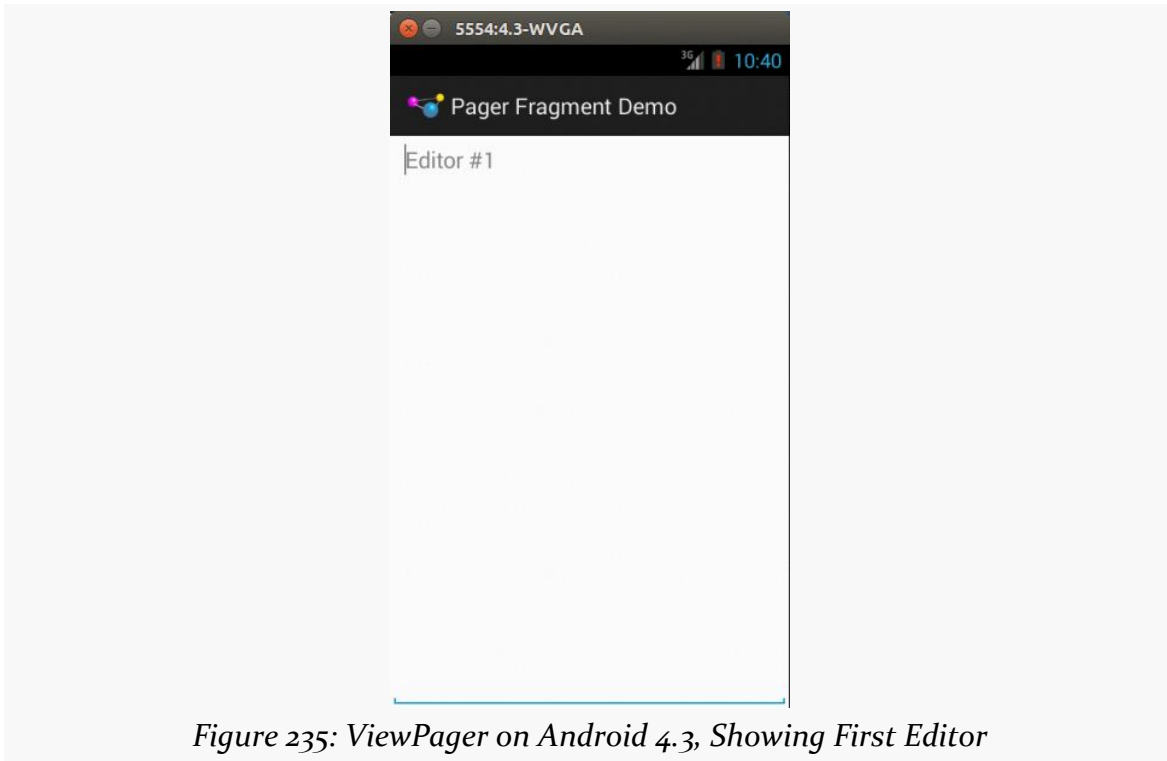 5554:4.3-WVGA
3G 10:40
Pager Fragment Demo
Editor #1
Figure 235: ViewPager on Android 4.3, Showing First Editor